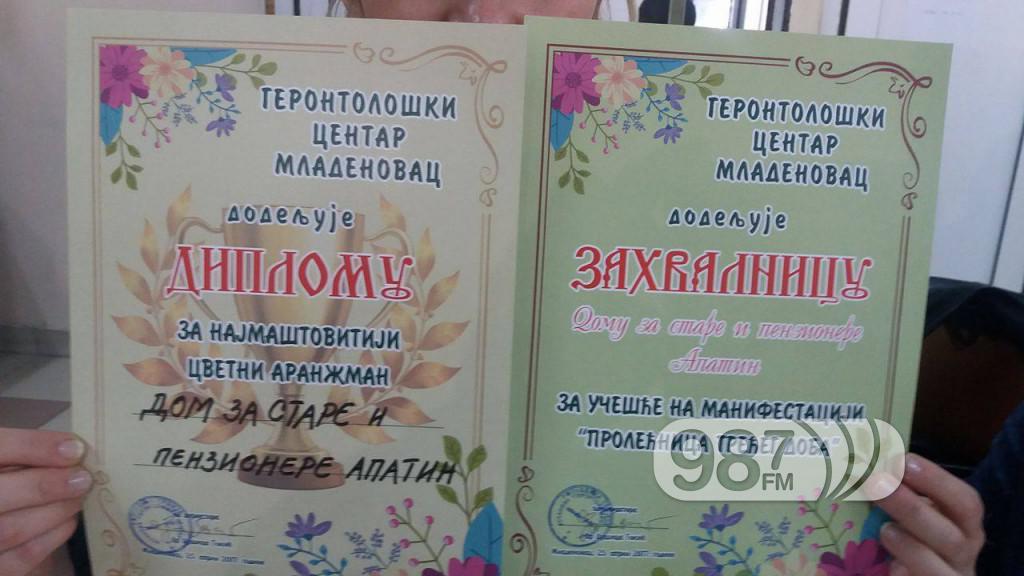 ГЕРОНТОЛОШКИ
ЦЕНТАР
МЛАДЕНОВАЦ
додељује
ДИПЛОМУ
ЗА НАЈМАШТОВИТИЈИ
ЦВЕТНИ АРАНЖМАН
ДОМ ЗА СТАРЕ И
ПЕНЗИОНЕРЕ АПАТИН
ГЕРОНТОЛОШКИ
ЦЕНТАР
МЛАДЕНОВАЦ
додељује
ЗАХВАЛНИЦУ
Дому за старе и пензионере
Апатин
ЗА УЧЕШЋЕ НА МАНИФЕСТАЦИЈИ
"ПРОЛЕЋНИЦА ТРЕЋЕГ ДОБА"
987 FM